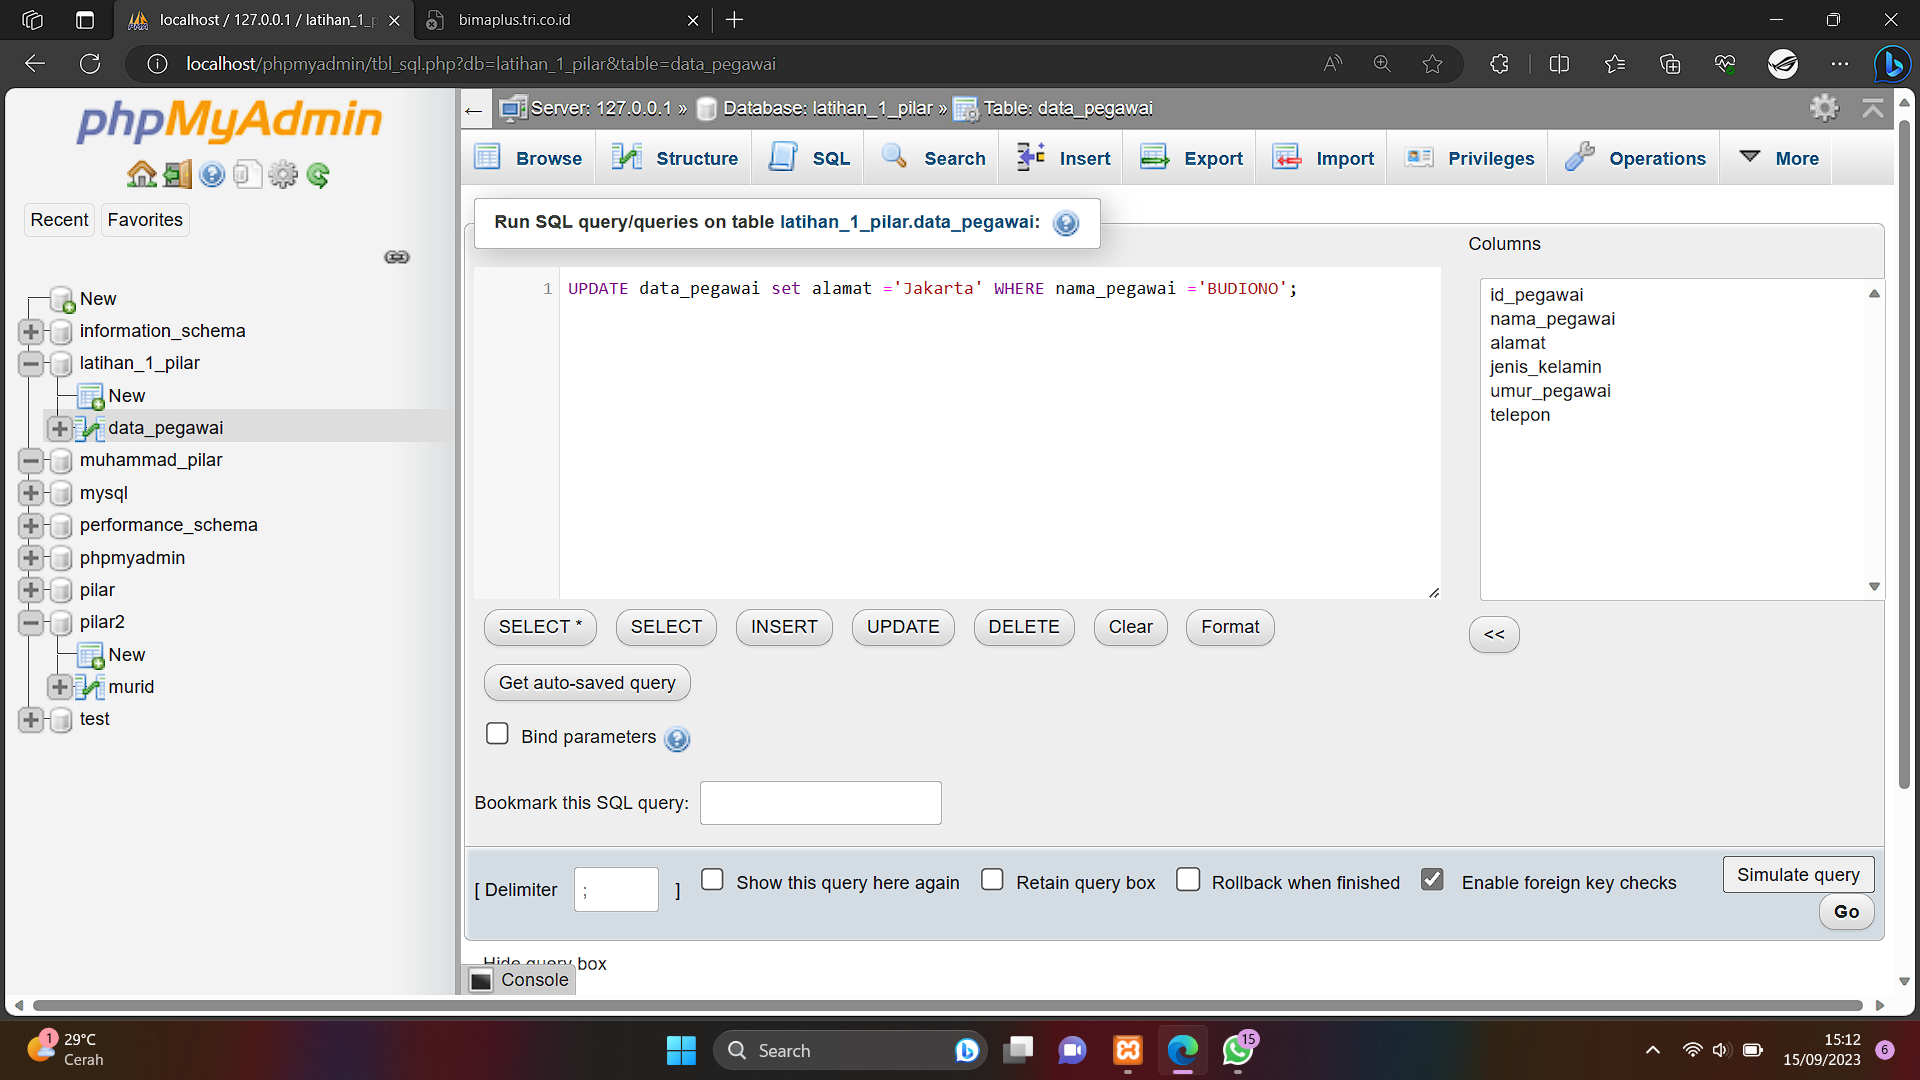 localhost / 127.0.0.1 / latihan_1_p
bimaplus.tri.co.id
localhost/phpmyadmin/tbl_sql.php?db=latihan_1_pilar&table=data_pegawai
phpMyAdmin
Recent
Favorites
New
information_schema
latihan_1_pilar
New
data_pegawai
muhammad_pilar
mysql
performance_schema
phpmyadmin
pilar
pilar2
New
murid
test
Server: 127.0.0.1 » Database: latihan_1_pilar » Table: data_pegawai
Browse
Structure
SQL
Search
Insert
Export
Import
Privileges
Operations
More
Run SQL query/queries on table latihan_1_pilar.data_pegawai:
1 UPDATE data_pegawai set alamat ='Jakarta' WHERE nama_pegawai ='BUDIONO';
Columns
id_pegawai
nama_pegawai
alamat
jenis_kelamin
umur_pegawai
telepon
SELECT *
SELECT
INSERT
UPDATE
DELETE
Clear
Format
<<
Get auto-saved query
Bind parameters
Bookmark this SQL query:
[ Delimiter ; ]
Show this query here again
Retain query box
Rollback when finished
Enable foreign key checks
Simulate query
Go
Hide query box
Console
1
29°C
Cerah
Search
15
15:12
15/09/2023
6